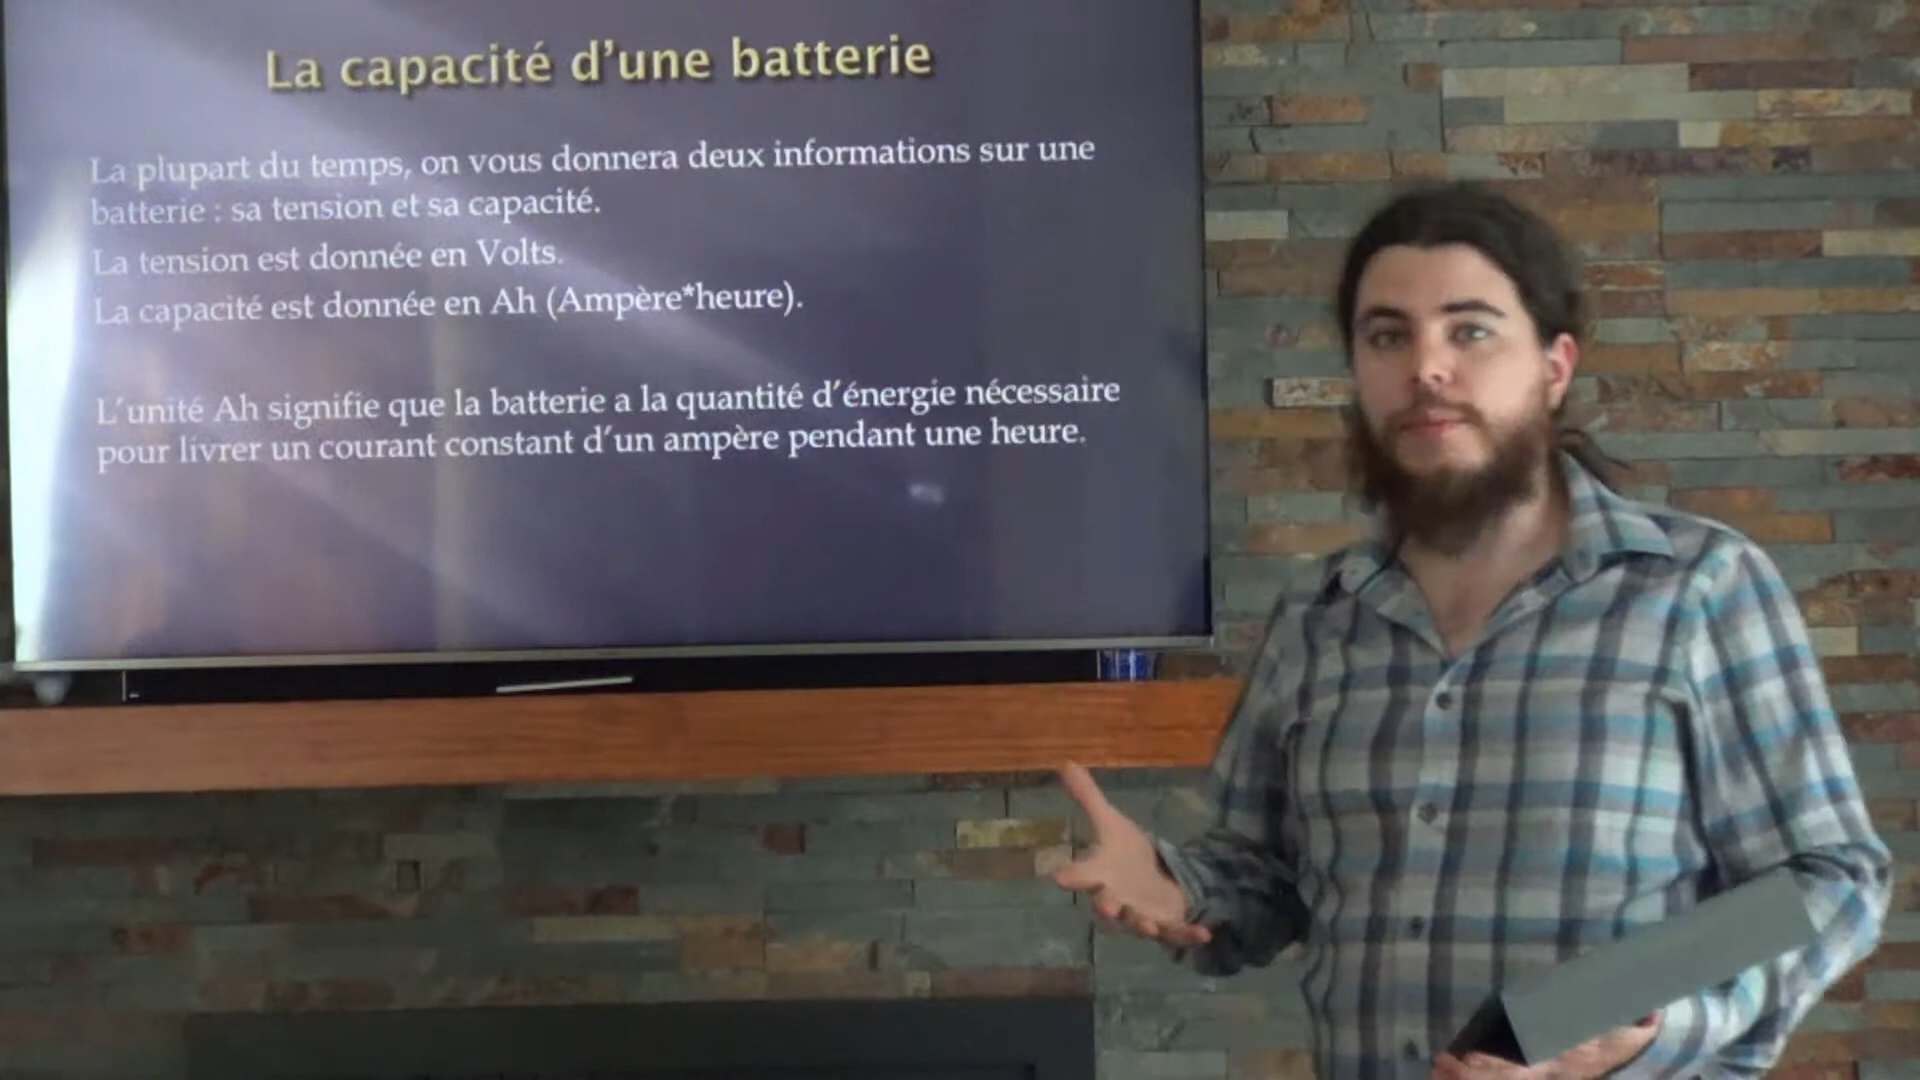 La capacité d'une batterie
La plupart du temps, on vous donnera deux informations sur une
batterie : sa tension et sa capacité.
La tension est donnée en Volts.
La capacité est donnée en Ah (Ampère*heure).
L'unité Ah signifie que la batterie a la quantité d'énergie nécessaire
pour livrer un courant constant d'un ampère pendant une heure.